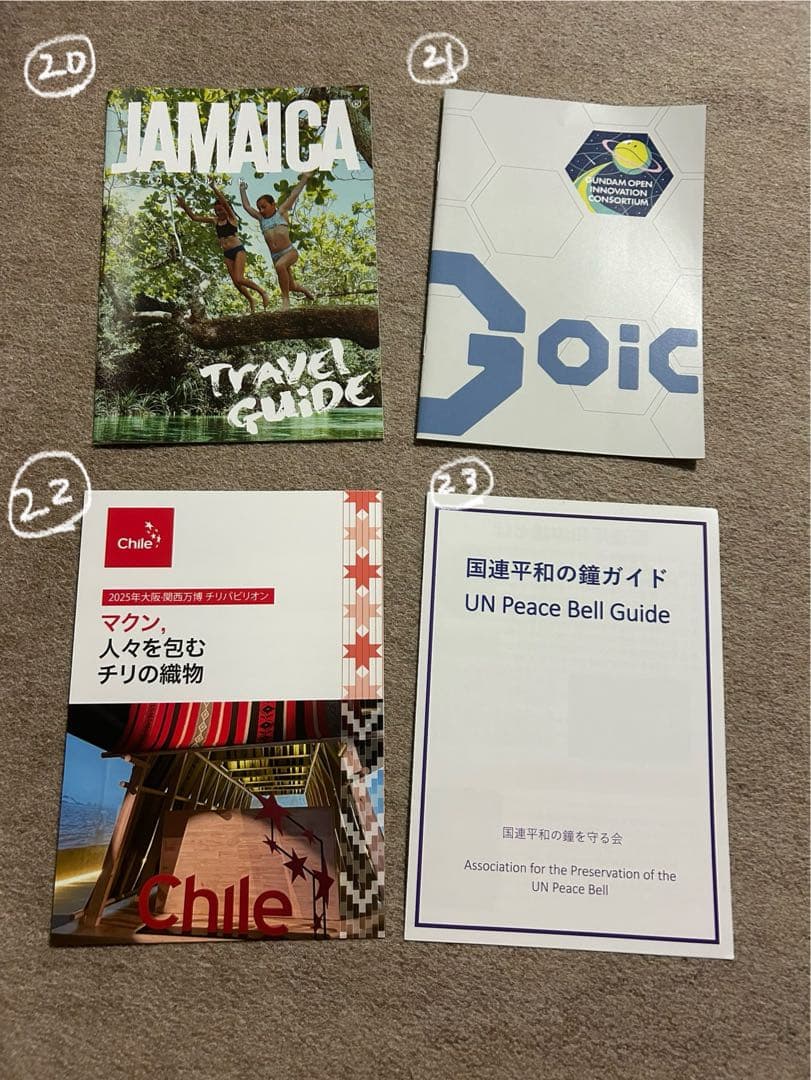 20
JAMAICA®
TRAVEL
GUiDE
21
GUNDAM OPEN
INNOVATION
CONSORTIUM
GOiC
22
Chile
2025年大阪・関西万博 チリパビリオン
マクン,
人々を包む
チリの織物
Chile
23
国連平和の鐘ガイド
UN Peace Bell Guide
国連平和の鐘を守る会
Association for the Preservation of the
UN Peace Bell